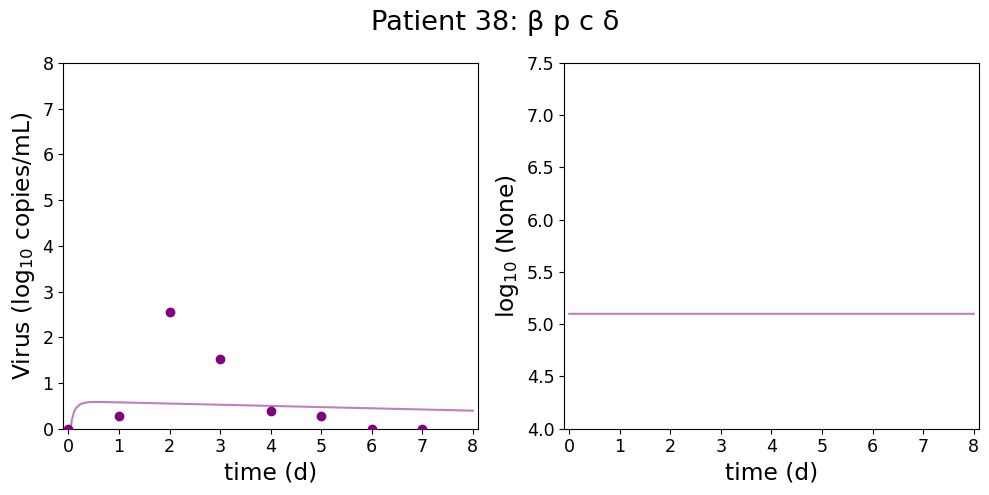 Patient 38: β p c δ
Virus (log10 copies/mL)
8
7
6
5
4
3
2
1
0
0 1 2 3 4 5 6 7 8
time (d)
log10 (None)
7.5
7.0
6.5
6.0
5.5
5.0
4.5
4.0
0 1 2 3 4 5 6 7 8
time (d)